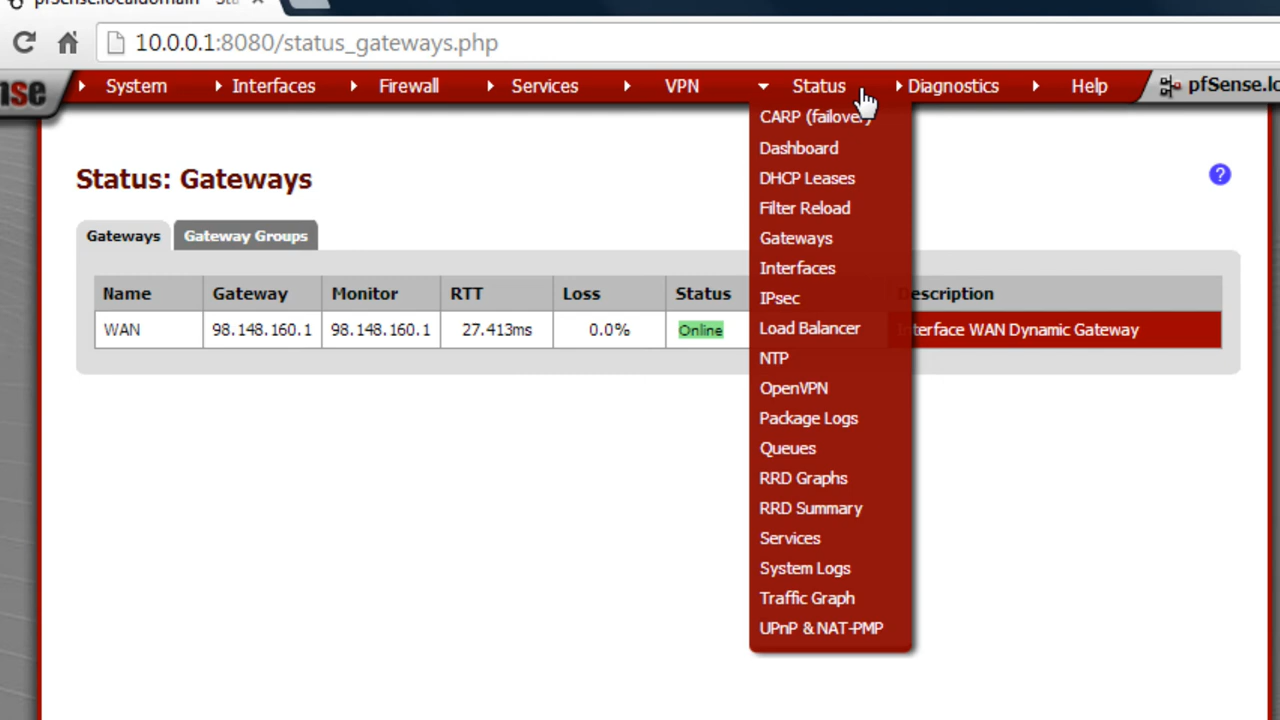 pfSense.localdomain - Sta
10.0.0.1:8080/status_gateways.php
nse
System
Interfaces
Firewall
Services
VPN
Status
Diagnostics
Help
pfSense.lo
CARP (failover)
Dashboard
DHCP Leases
Filter Reload
Gateways
Interfaces
IPsec
Load Balancer
NTP
OpenVPN
Package Logs
Queues
RRD Graphs
RRD Summary
Services
System Logs
Traffic Graph
UPnP & NAT-PMP
Status: Gateways
?
Gateways
Gateway Groups
Name Gateway Monitor RTT Loss Status Description
WAN 98.148.160.1 98.148.160.1 27.413ms 0.0% Online Interface WAN Dynamic Gateway